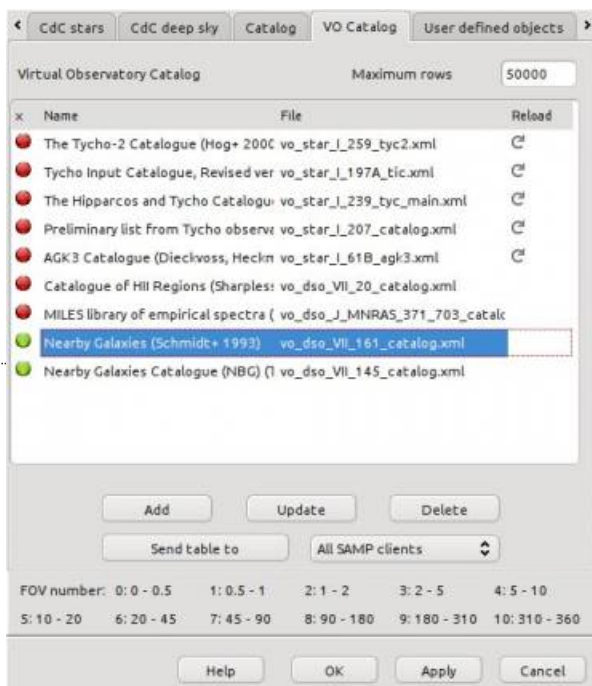 CdC stars CdC deep sky Catalog VO Catalog User defined objects
Virtual Observatory Catalog Maximum rows 50000
x Name File Reload
The Tycho-2 Catalogue (Hog+ 200 vo_star_I_259_tyc2.xml
Tycho Input Catalogue, Revised ver vo_star_I_197A_tic.xml
The Hipparcos and Tycho Catalogu vo_star_I_239_tyc_main.xml
Preliminary list from Tycho observa vo_star_I_207_catalog.xml
AGK3 Catalogue (Dieckvoss, Heckm vo_star_I_61B_agk3.xml
Catalogue of HII Regions (Sharpless vo_dso_VII_20_catalog.xml
MILES library of empirical spectra ( vo_dso_J_MNRAS_371_703_catalo
Nearby Galaxies (Schmidt+ 1993) vo_dso_VII_161_catalog.xml
Nearby Galaxies Catalogue (NBG) (T vo_dso_VII_145_catalog.xml
Add Update Delete
Send table to All SAMP clients
FOV number: 0: 0 - 0.5 1: 0.5 - 1 2: 1 - 2 3: 2 - 5 4: 5 - 10
5: 10 - 20 6: 20 - 45 7: 45 - 90 8: 90 - 180 9: 180 - 310 10: 310 - 360
Help OK Apply Cancel